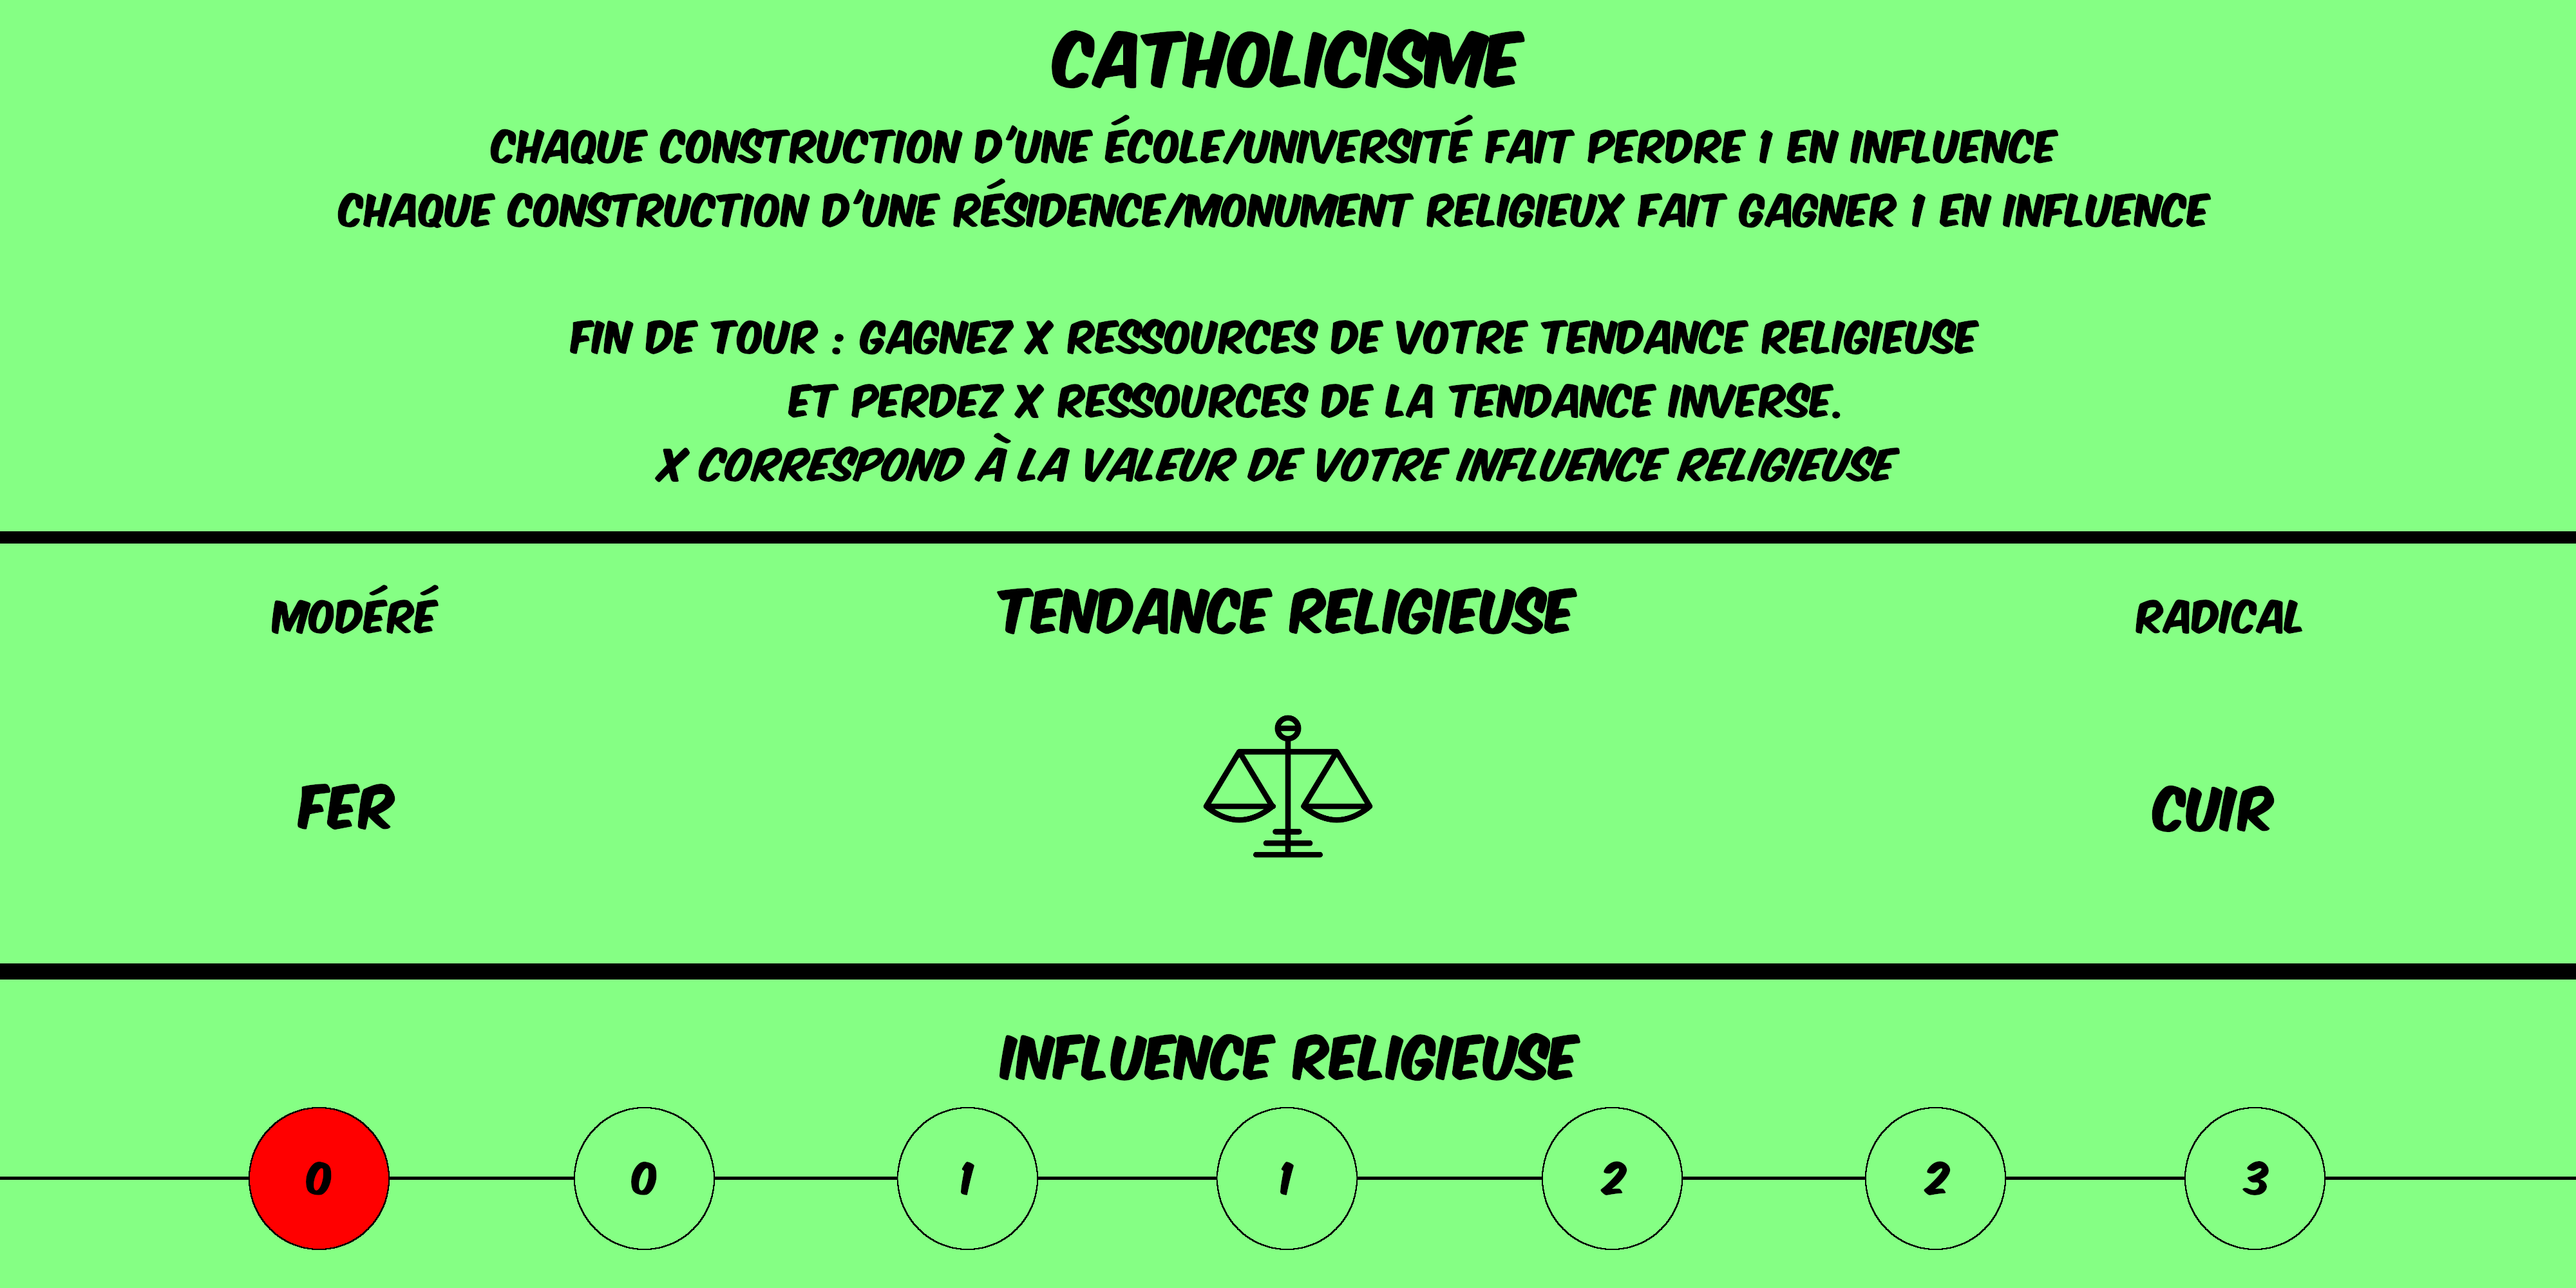 CATHOLICISME
CHAQUE CONSTRUCTION D'UNE ÉCOLE/UNIVERSITÉ FAIT PERDRE 1 EN INFLUENCE
CHAQUE CONSTRUCTION D'UNE RÉSIDENCE/MONUMENT RELIGIEUX FAIT GAGNER 1 EN INFLUENCE
FIN DE TOUR : GAGNEZ X RESSOURCES DE VOTRE TENDANCE RELIGIEUSE
ET PERDEZ X RESSOURCES DE LA TENDANCE INVERSE.
X CORRESPOND À LA VALEUR DE VOTRE INFLUENCE RELIGIEUSE
MODÉRÉ TENDANCE RELIGIEUSE RADICAL
FER CUIR
INFLUENCE RELIGIEUSE
0 0 1 1 2 2 3